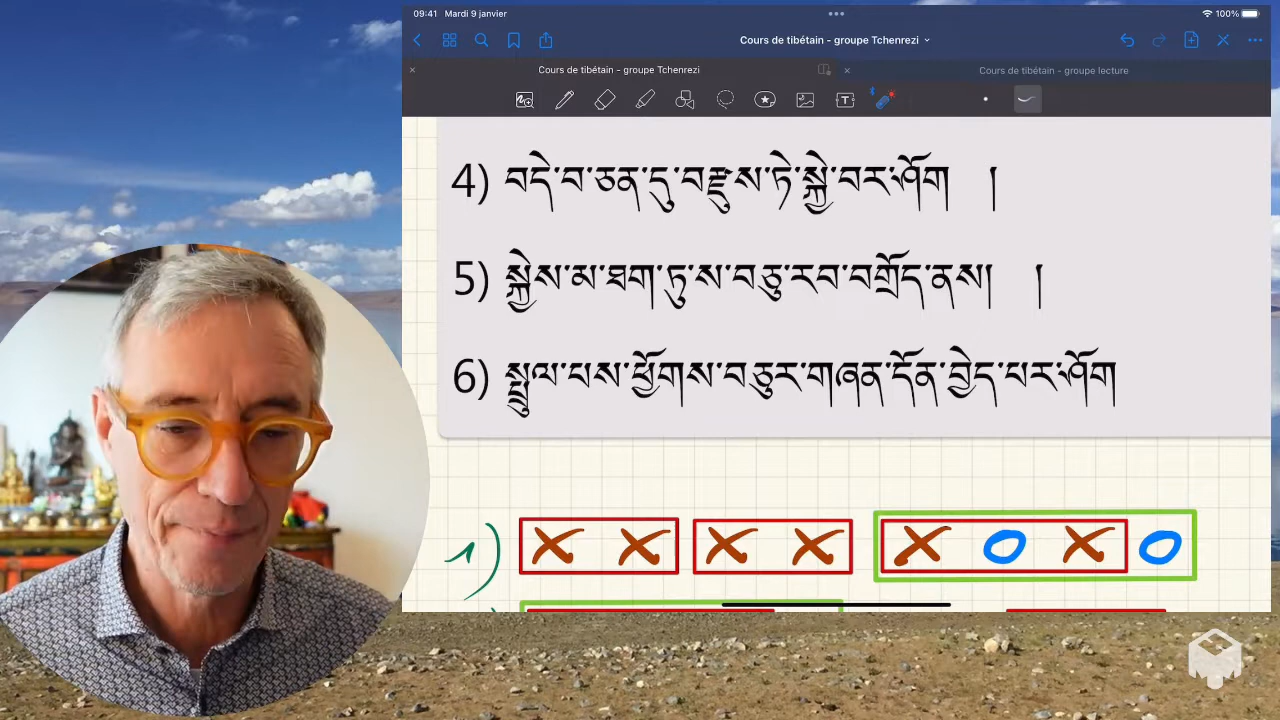 09:41 Mardi 9 janvier 100%
Cours de tibétain - groupe Tchenrezi
Cours de tibétain - groupe Tchenrezi Cours de tibétain - groupe lecture
4) བདེ་བ་ཅན་དུ་བརྫུས་ཏེ་སྐྱེ་བར་ཤོག །
5) སྐྱེས་མ་ཐག་ཏུ་ས་བཅུ་རབ་བགྲོད་ནས། །
6) སྤྲུལ་པས་ཕྱོགས་བཅུར་གཞན་དོན་བྱེད་པར་ཤོག
1) X X X X X O X O